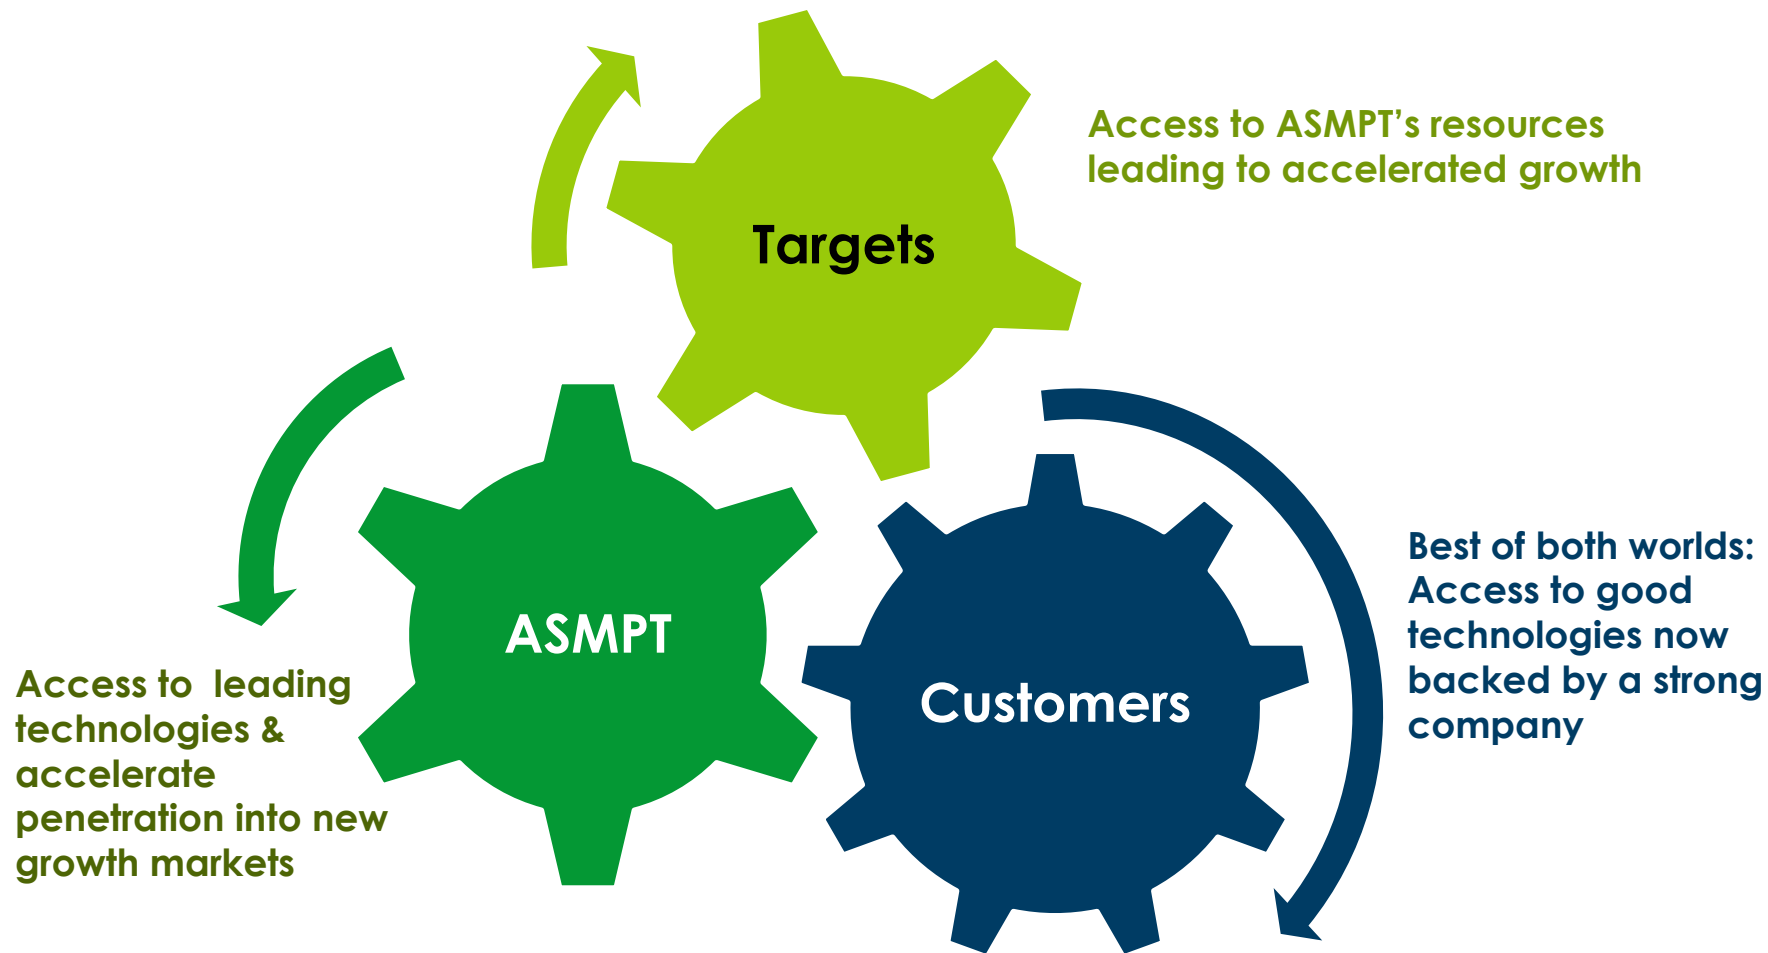 Access to ASMPT’s resources
leading to accelerated growth
Targets
ASMPT
Access to  leading
technologies &
accelerate
penetration into new
growth markets
Customers
Best of both worlds:
Access to good
technologies now
backed by a strong
company